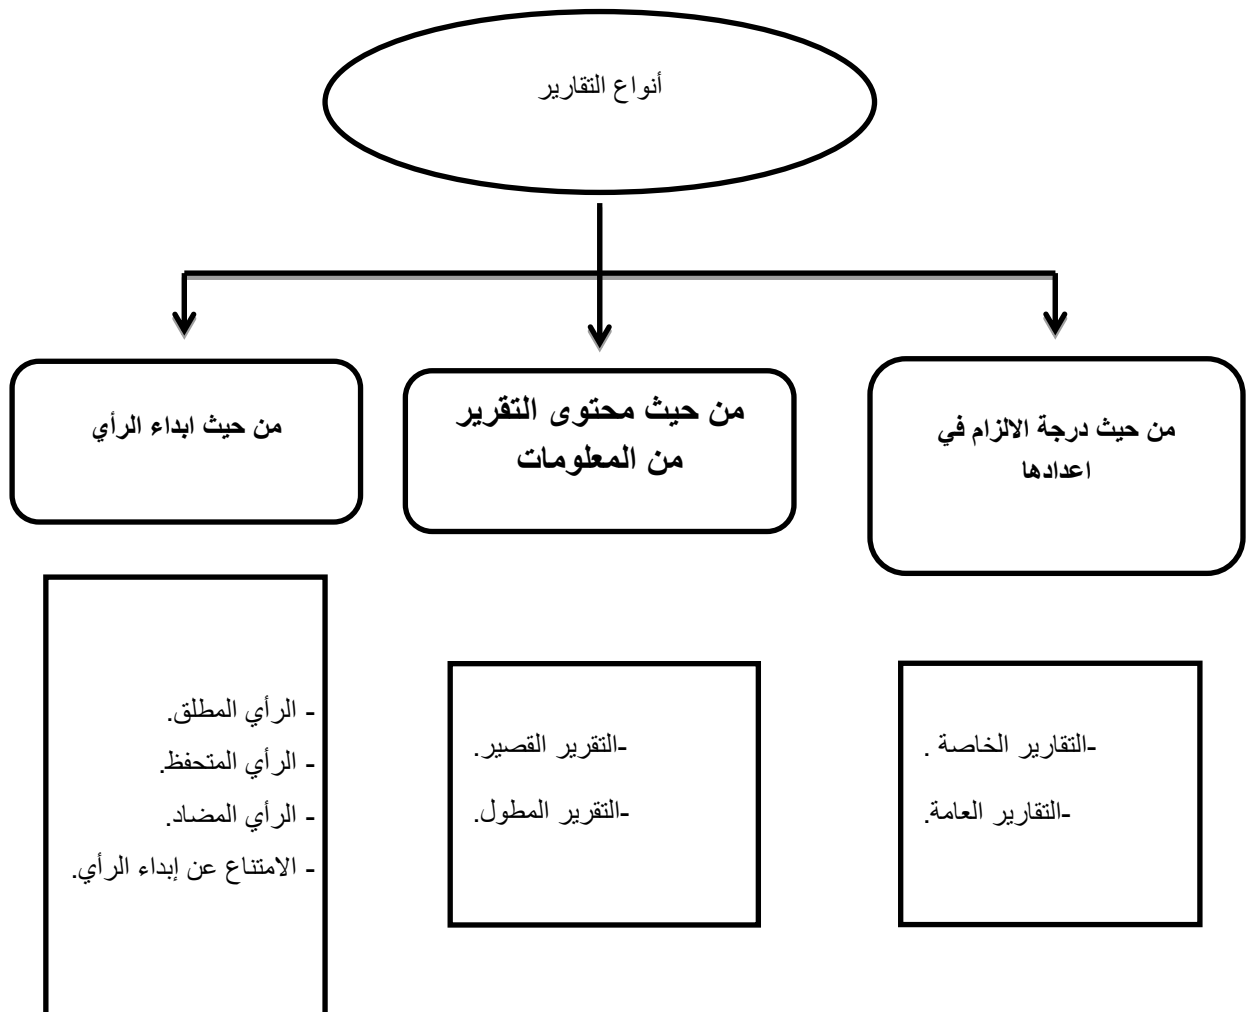 أنواع التقارير
من حيث درجة الالزام في
اعدادها
من حيث محتوى التقرير
من المعلومات
من حيث ابداء الرأي
-التقارير الخاصة .
-التقارير العامة.
-التقرير القصير.
-التقرير المطول.
- الرأي المطلق.
- الرأي المتحفظ.
- الرأي المضاد.
- الامتناع عن إبداء الرأي.